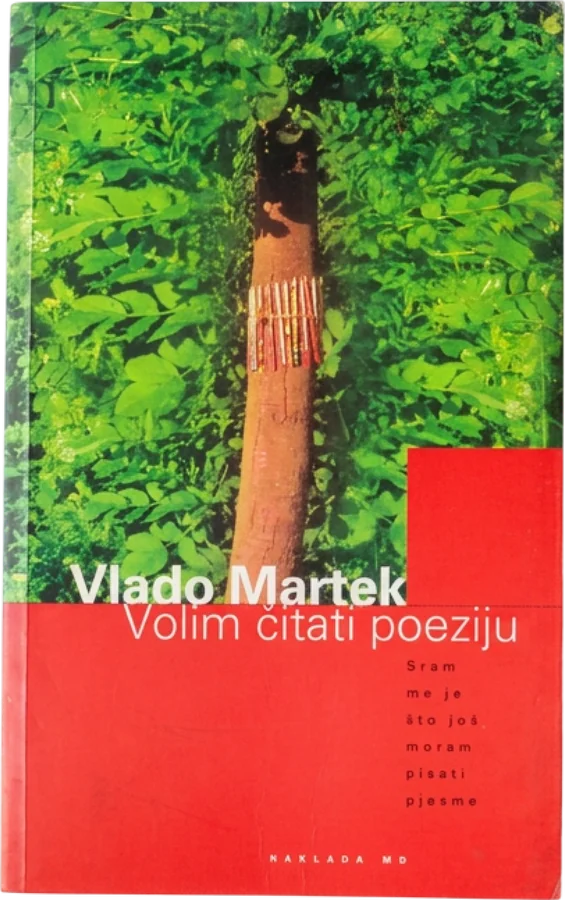 Vlado Martek
Volim čitati poeziju
Sram
me je
što još
moram
pisati
pjesme
NAKLADA MD